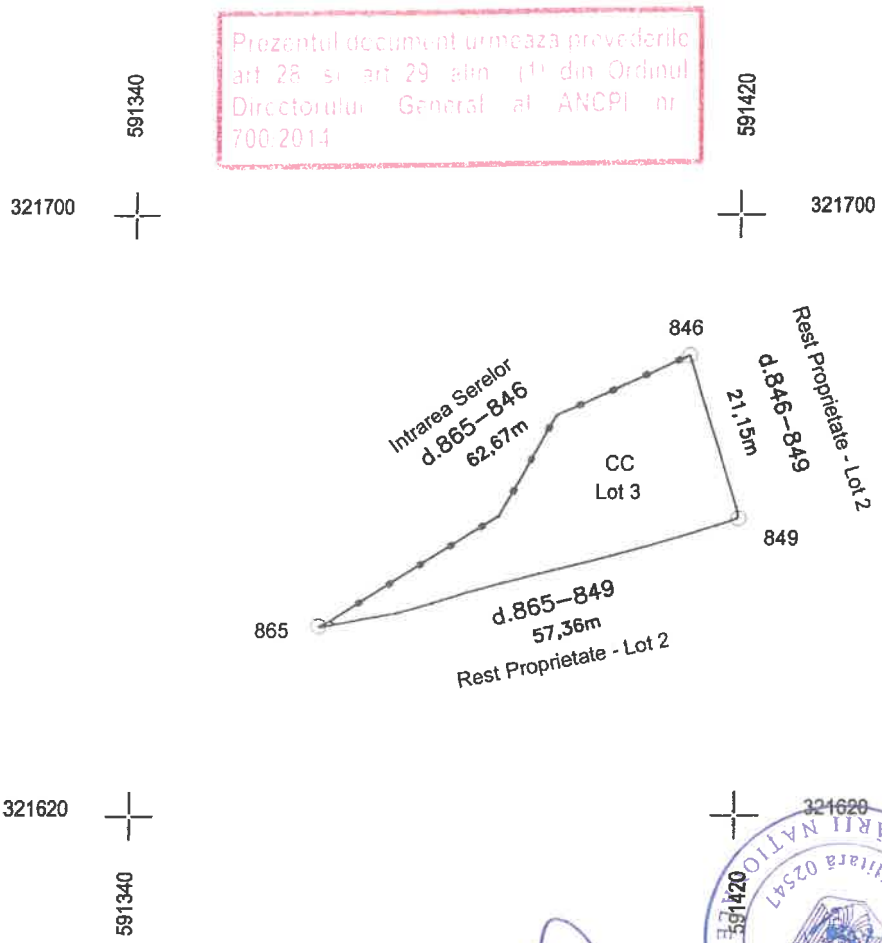 Prezentul document urmeaza prevederile
art 28 si art 29 alin (1) din Ordinul
Directorului General al ANCPI nr
700/2014
591340
591420
321700
321700
846
Rest Proprietate - Lot 2
d.846-849
21,15m
Intrarea Serelor
d.865-846
62,67m
CC
Lot 3
849
865
d.865-849
57,36m
Rest Proprietate - Lot 2
321620
321620
591340
591420
02547